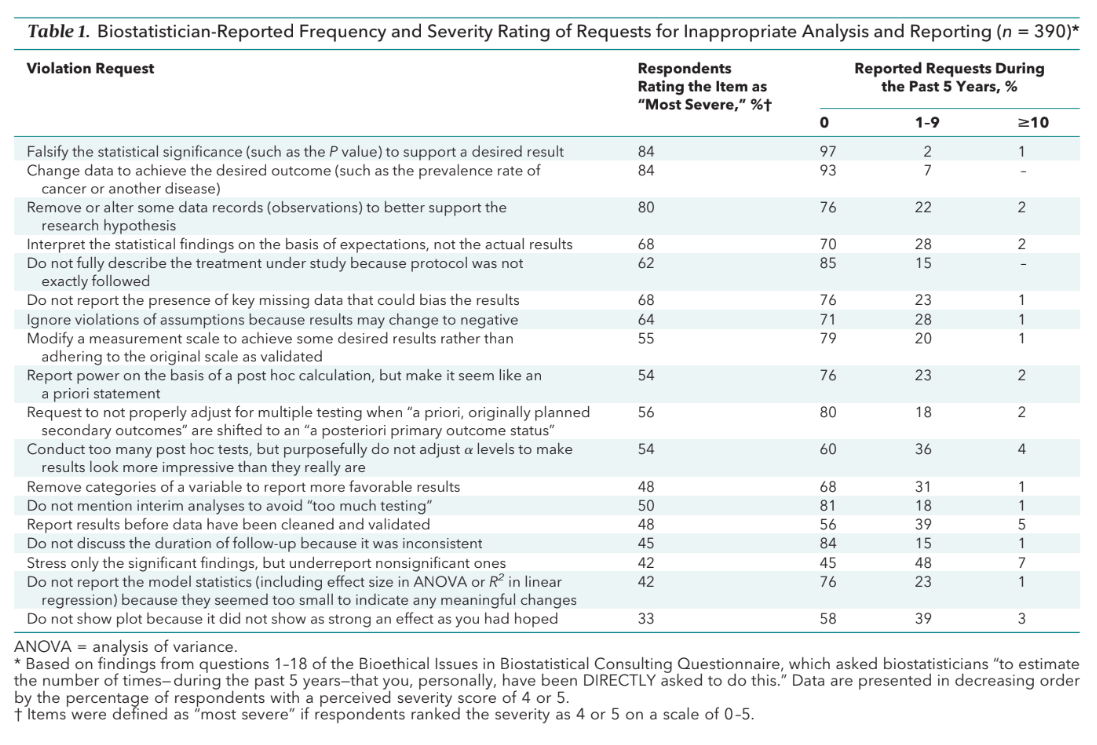 Table 1. Biostatistician-Reported Frequency and Severity Rating of Requests for Inappropriate Analysis and Reporting (n = 390)*
Violation Request
Respondents
Rating the Item as
“Most Severe,” %†
Reported Requests During
the Past 5 Years, %
0 1–9 ≥10
Falsify the statistical significance (such as the P value) to support a desired result 84 97 2 1
Change data to achieve the desired outcome (such as the prevalence rate of 84 93 7 –
cancer or another disease)
Remove or alter some data records (observations) to better support the 80 76 22 2
research hypothesis
Interpret the statistical findings on the basis of expectations, not the actual results 68 70 28 2
Do not fully describe the treatment under study because protocol was not 62 85 15 –
exactly followed
Do not report the presence of key missing data that could bias the results 68 76 23 1
Ignore violations of assumptions because results may change to negative 64 71 28 1
Modify a measurement scale to achieve some desired results rather than 55 79 20 1
adhering to the original scale as validated
Report power on the basis of a post hoc calculation, but make it seem like an 54 76 23 2
a priori statement
Request to not properly adjust for multiple testing when “a priori, originally planned 56 80 18 2
secondary outcomes” are shifted to an “a posteriori primary outcome status”
Conduct too many post hoc tests, but purposefully do not adjust α levels to make 54 60 36 4
results look more impressive than they really are
Remove categories of a variable to report more favorable results 48 68 31 1
Do not mention interim analyses to avoid “too much testing” 50 81 18 1
Report results before data have been cleaned and validated 48 56 39 5
Do not discuss the duration of follow-up because it was inconsistent 45 84 15 1
Stress only the significant findings, but underreport nonsignificant ones 42 45 48 7
Do not report the model statistics (including effect size in ANOVA or R² in linear 42 76 23 1
regression) because they seemed too small to indicate any meaningful changes
Do not show plot because it did not show as strong an effect as you had hoped 33 58 39 3
ANOVA = analysis of variance.
* Based on findings from questions 1–18 of the Bioethical Issues in Biostatistical Consulting Questionnaire, which asked biostatisticians “to estimate
the number of times—during the past 5 years—that you, personally, have been DIRECTLY asked to do this.” Data are presented in decreasing order
by the percentage of respondents with a perceived severity score of 4 or 5.
† Items were defined as “most severe” if respondents ranked the severity as 4 or 5 on a scale of 0–5.